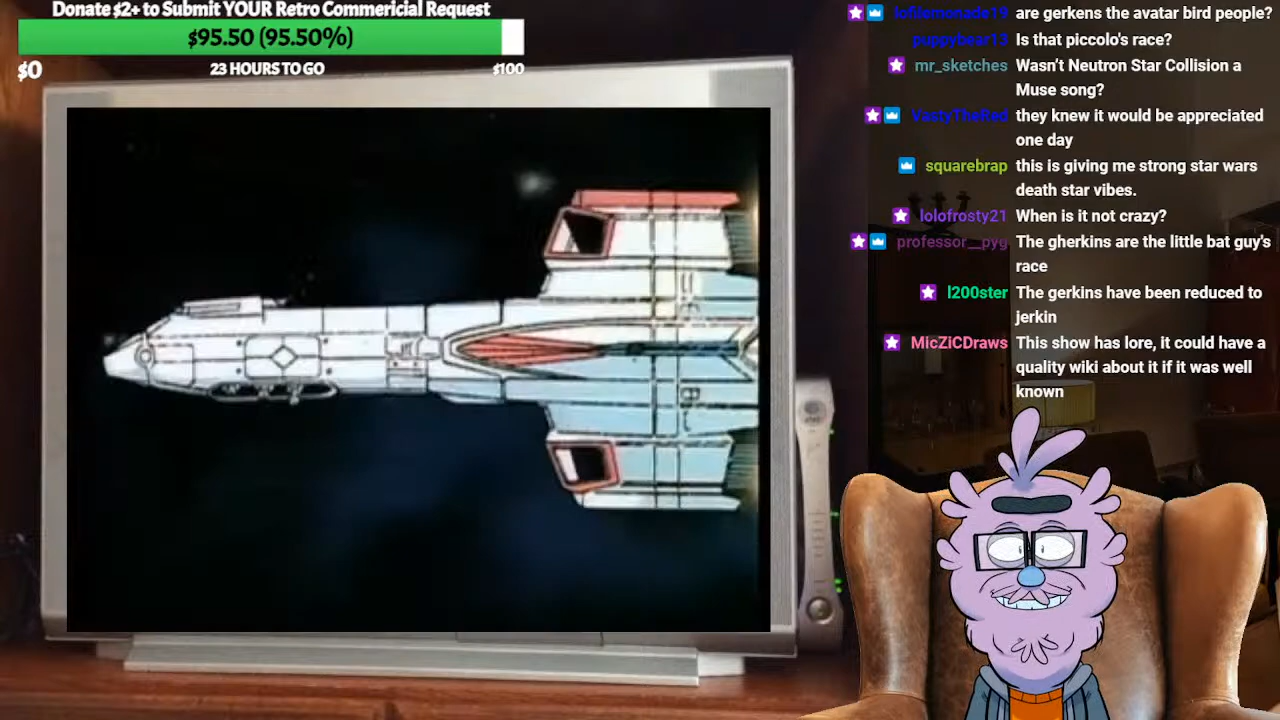 Donate $2+ to Submit YOUR Retro Commericial Request
$95.50 (95.50%)
$0 23 HOURS TO GO $100
lofilemonade19 are gerkens the avatar bird people?
puppybear13 Is that piccolo's race?
mr_sketches Wasn't Neutron Star Collision a
Muse song?
VastyTheRed they knew it would be appreciated
one day
squarebrap this is giving me strong star wars
death star vibes.
lolofrosty21 When is it not crazy?
professor__pyg The gherkins are the little bat guy's
race
l200ster The gerkins have been reduced to
jerkin
MicZiCDraws This show has lore, it could have a
quality wiki about it if it was well
known